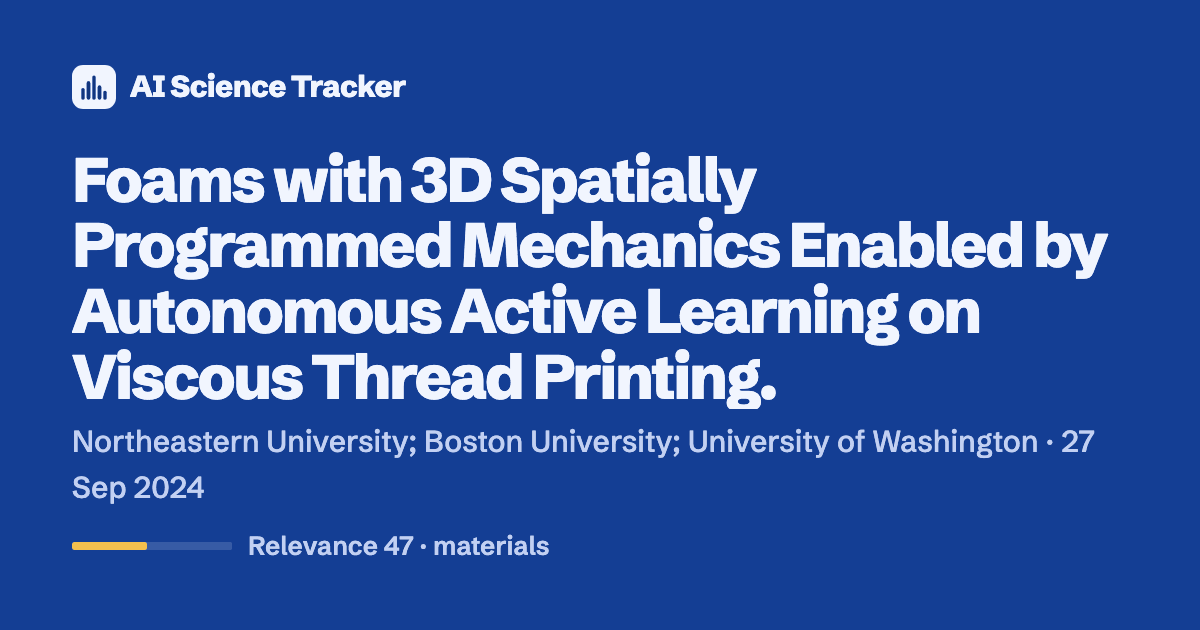 AI Science Tracker
Foams with 3D Spatially
Programmed Mechanics Enabled by
Autonomous Active Learning on
Viscous Thread Printing.
Northeastern University; Boston University; University of Washington · 27
Sep 2024
Relevance 47 · materials